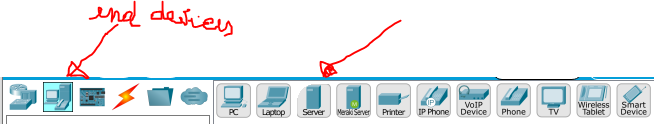 end devices
PC
Laptop
Server
Meraki Server
Printer
IP Phone
VoIP
Device
Phone
TV
Wireless
Tablet
Smart
Device